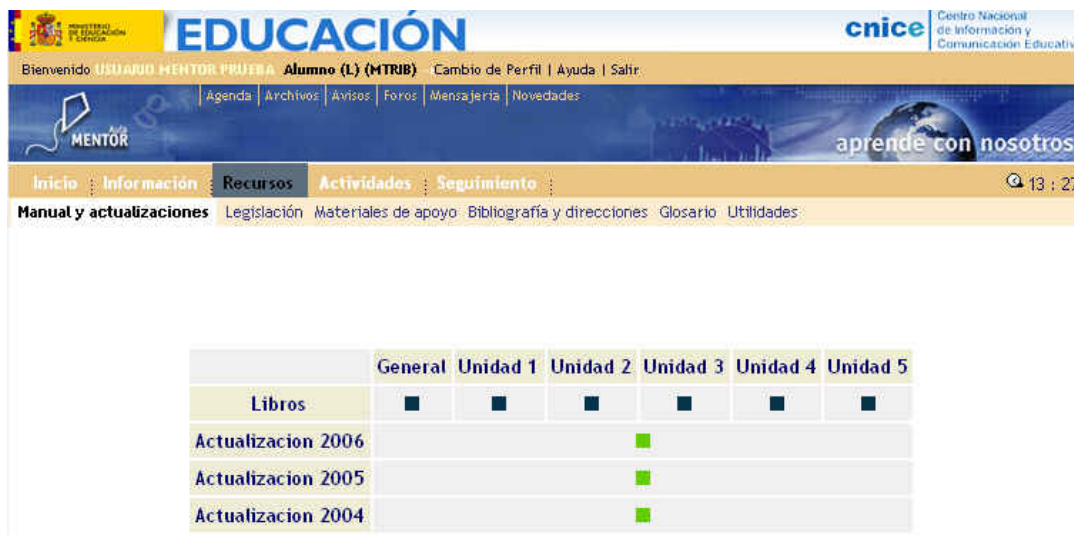 MINISTERIO DE EDUCACIÓN Y CIENCIA
EDUCACIÓN
cnice
Centro Nacional
de Información y
Comunicación Educativ
Bienvenido USUARIO MENTOR PRUEBA Alumno (L) (MTRIB) Cambio de Perfil | Ayuda | Salir
Agenda | Archivos | Avisos | Foros | Mensajería | Novedades
Aula
MENTOR
aprende con nosotros
Inicio Información Recursos Actividades Seguimiento 13 : 27
Manual y actualizaciones Legislación Materiales de apoyo Bibliografía y direcciones Glosario Utilidades
General Unidad 1 Unidad 2 Unidad 3 Unidad 4 Unidad 5
Libros
Actualizacion 2006
Actualizacion 2005
Actualizacion 2004